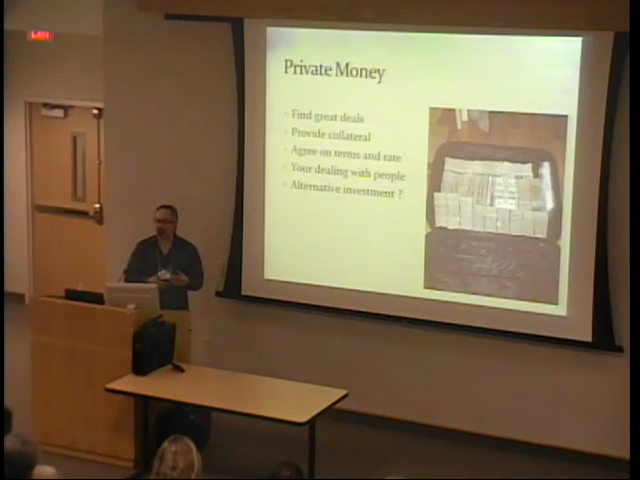 EXIT
Private Money
Find great deals
Provide collateral
Agree on terms and rate
Your dealing with people
Alternative investment ?